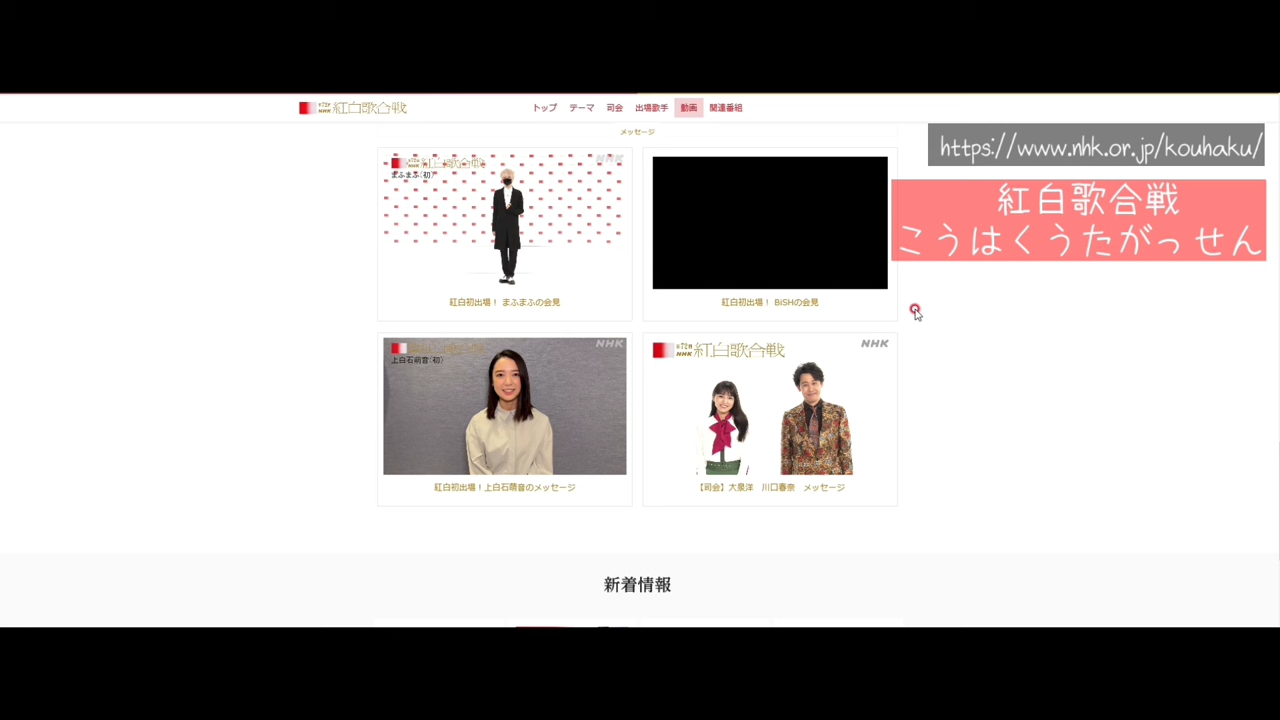 NHK 紅白歌合戦
トップ テーマ 司会 出場歌手 動画 関連番組
メッセージ
https://www.nhk.or.jp/kouhaku/
紅白歌合戦
こうはくうたがっせん
紅白歌合戦
NHK
まふまふ(初)
紅白初出場！ まふまふの会見
紅白初出場！ BiSHの会見
NHK
上白石萌音(初)
紅白初出場！上白石萌音のメッセージ
NHK 紅白歌合戦
NHK
【司会】大泉洋 川口春奈 メッセージ
新着情報